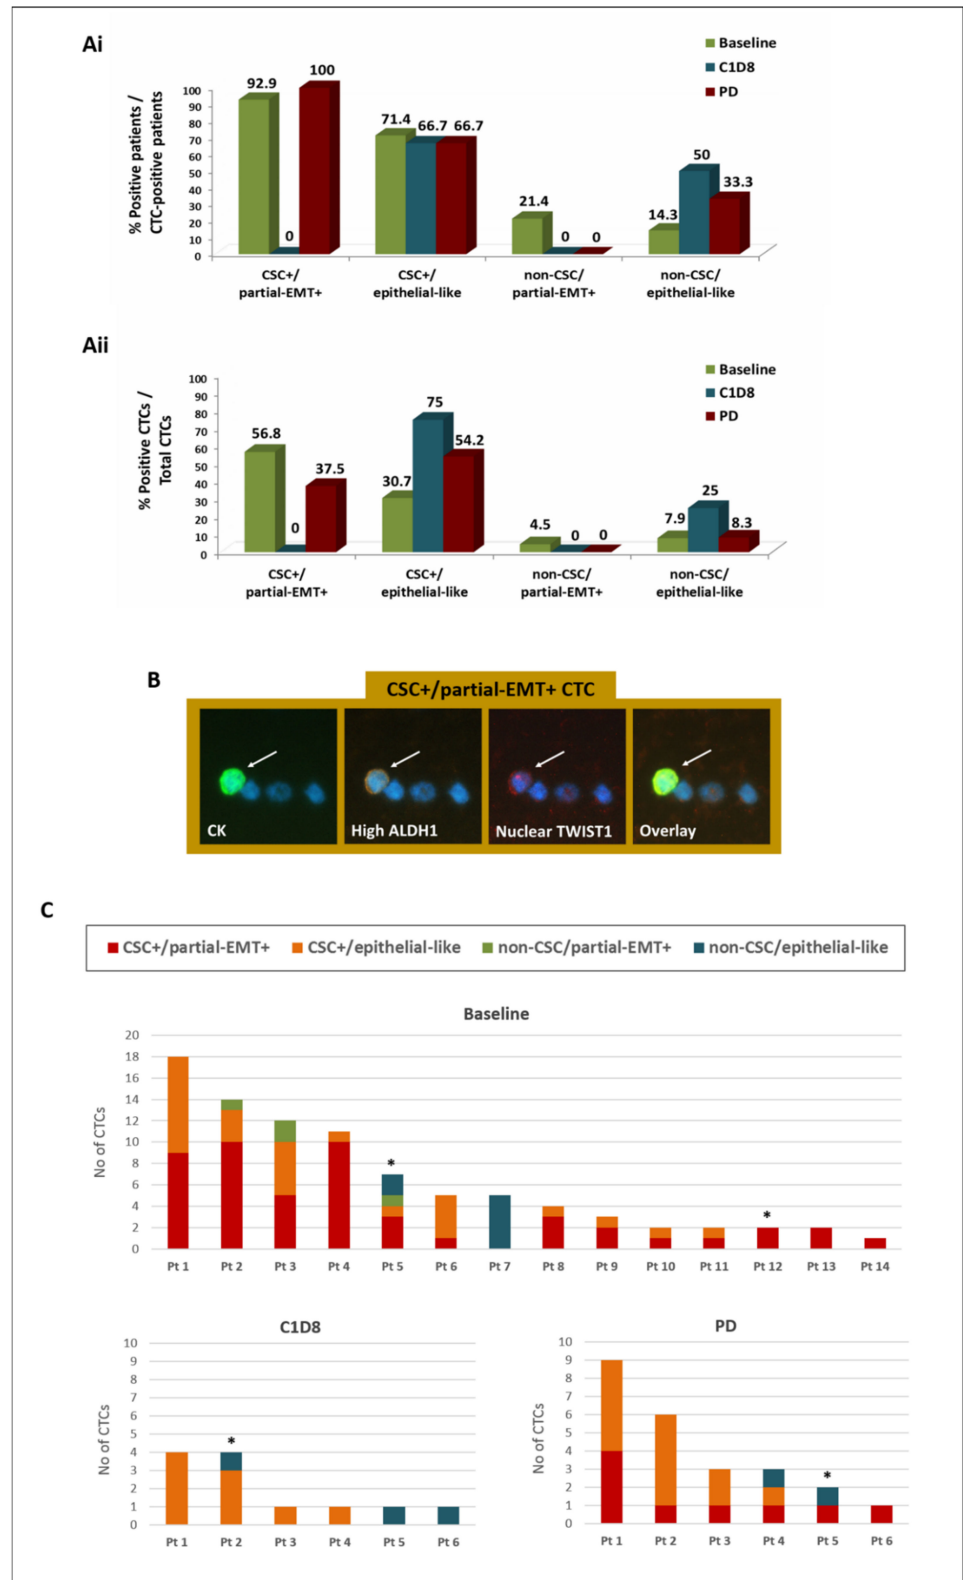 Ai
Baseline
C1D8
PD
% Positive patients /
CTC-positive patients
100
90
80
70
60
50
40
30
20
10
0
92.9
0
100
71.4
66.7
66.7
21.4
0
0
14.3
50
33.3
CSC+/
partial-EMT+
CSC+/
epithelial-like
non-CSC/
partial-EMT+
non-CSC/
epithelial-like
Aii
Baseline
C1D8
PD
% Positive CTCs /
Total CTCs
100
90
80
70
60
50
40
30
20
10
0
56.8
0
37.5
30.7
75
54.2
4.5
0
0
7.9
25
8.3
CSC+/
partial-EMT+
CSC+/
epithelial-like
non-CSC/
partial-EMT+
non-CSC/
epithelial-like
B
CSC+/partial-EMT+ CTC
CK
High ALDH1
Nuclear TWIST1
Overlay
C
CSC+/partial-EMT+ CSC+/epithelial-like non-CSC/partial-EMT+ non-CSC/epithelial-like
Baseline
No of CTCs
20
18
16
14
12
10
8
6
4
2
0
*
*
Pt 1 Pt 2 Pt 3 Pt 4 Pt 5 Pt 6 Pt 7 Pt 8 Pt 9 Pt 10 Pt 11 Pt 12 Pt 13 Pt 14
C1D8
No of CTCs
10
9
8
7
6
5
4
3
2
1
0
*
Pt 1 Pt 2 Pt 3 Pt 4 Pt 5 Pt 6
PD
No of CTCs
10
9
8
7
6
5
4
3
2
1
0
*
Pt 1 Pt 2 Pt 3 Pt 4 Pt 5 Pt 6